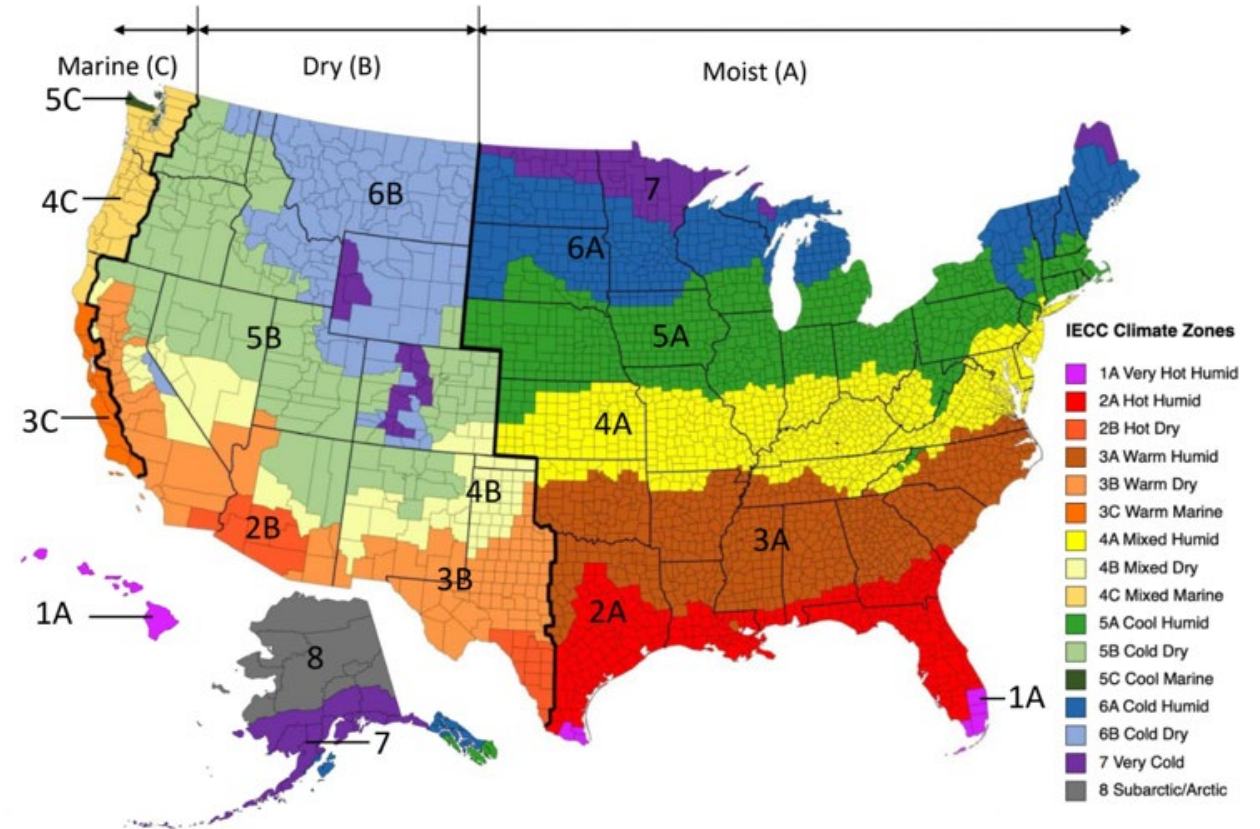 Marine (C)
Dry (B)
Moist (A)
5C
4C
6B
7
6A
5B
5A
3C
4A
4B
2B
3A
3B
1A
2A
8
7
1A
IECC Climate Zones
1A Very Hot Humid
2A Hot Humid
2B Hot Dry
3A Warm Humid
3B Warm Dry
3C Warm Marine
4A Mixed Humid
4B Mixed Dry
4C Mixed Marine
5A Cool Humid
5B Cold Dry
5C Cool Marine
6A Cold Humid
6B Cold Dry
7 Very Cold
8 Subarctic/Arctic